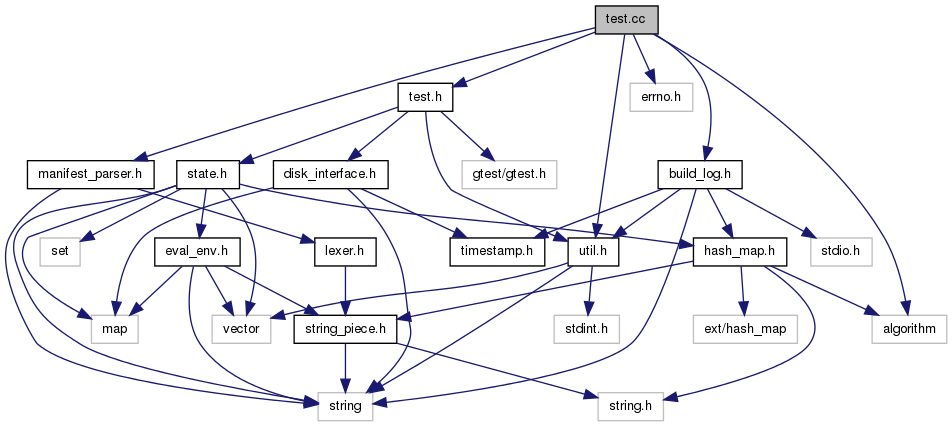 test.cc
test.h
errno.h
manifest_parser.h
state.h
disk_interface.h
gtest/gtest.h
build_log.h
set
eval_env.h
lexer.h
timestamp.h
util.h
hash_map.h
stdio.h
map
vector
string_piece.h
stdint.h
ext/hash_map
algorithm
string
string.h